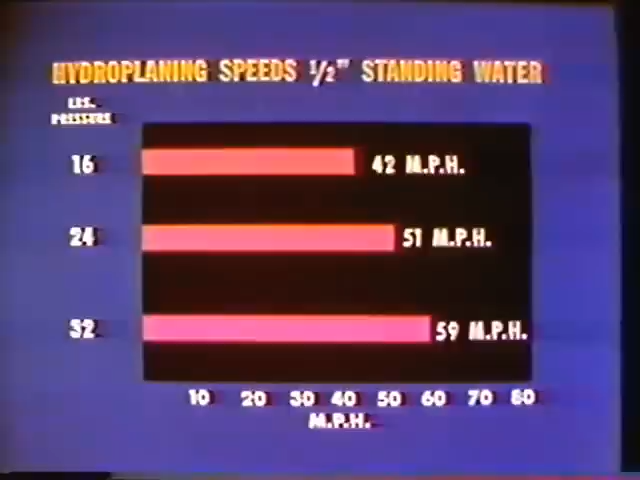 HYDROPLANING SPEEDS 1/2" STANDING WATER
LBS.
PRESSURE
16 42 M.P.H.
24 51 M.P.H.
32 59 M.P.H.
10 20 30 40 50 60 70 80
M.P.H.